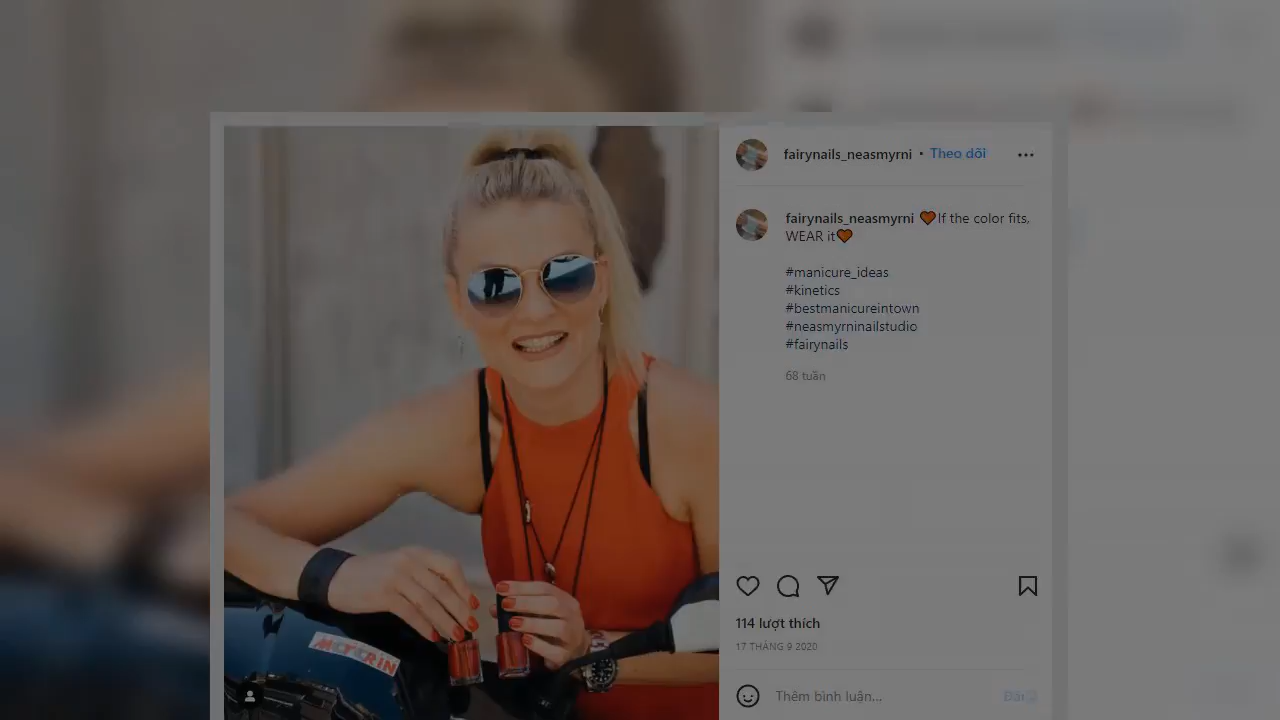 fairynails_neasmyrni • Theo dõi
fairynails_neasmyrni 🧡If the color fits,
WEAR it🧡
#manicure_ideas
#kinetics
#bestmanicureintown
#neasmyrninailstudio
#fairynails
68 tuần
114 lượt thích
17 THÁNG 9 2020
Thêm bình luận...